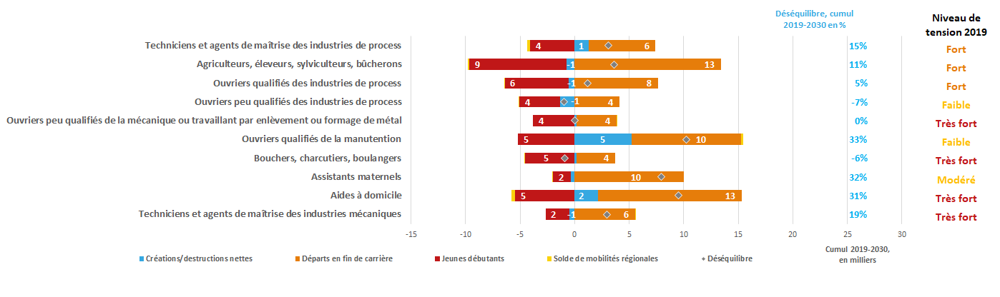 Déséquilibre, cumul
2019-2030 en %
Niveau de
tension 2019
Techniciens et agents de maîtrise des industries de process 4 1 6 15% Fort
Agriculteurs, éleveurs, sylviculteurs, bûcherons 9 -1 13 11% Fort
Ouvriers qualifiés des industries de process 6 -1 8 5% Fort
Ouvriers peu qualifiés des industries de process 4 -1 4 -7% Faible
Ouvriers peu qualifiés de la mécanique ou travaillant par enlèvement ou formage de métal 4 4 0% Très fort
Ouvriers qualifiés de la manutention 5 5 10 33% Faible
Bouchers, charcutiers, boulangers 5 4 -6% Très fort
Assistants maternels 2 10 32% Modéré
Aides à domicile 5 2 13 31% Très fort
Techniciens et agents de maîtrise des industries mécaniques 2 -1 6 19% Très fort
-15 -10 -5 0 5 10 15 20 25 30
Créations/destructions nettes Départs en fin de carrière Jeunes débutants Solde de mobilités régionales Déséquilibre
Cumul 2019-2030,
en milliers